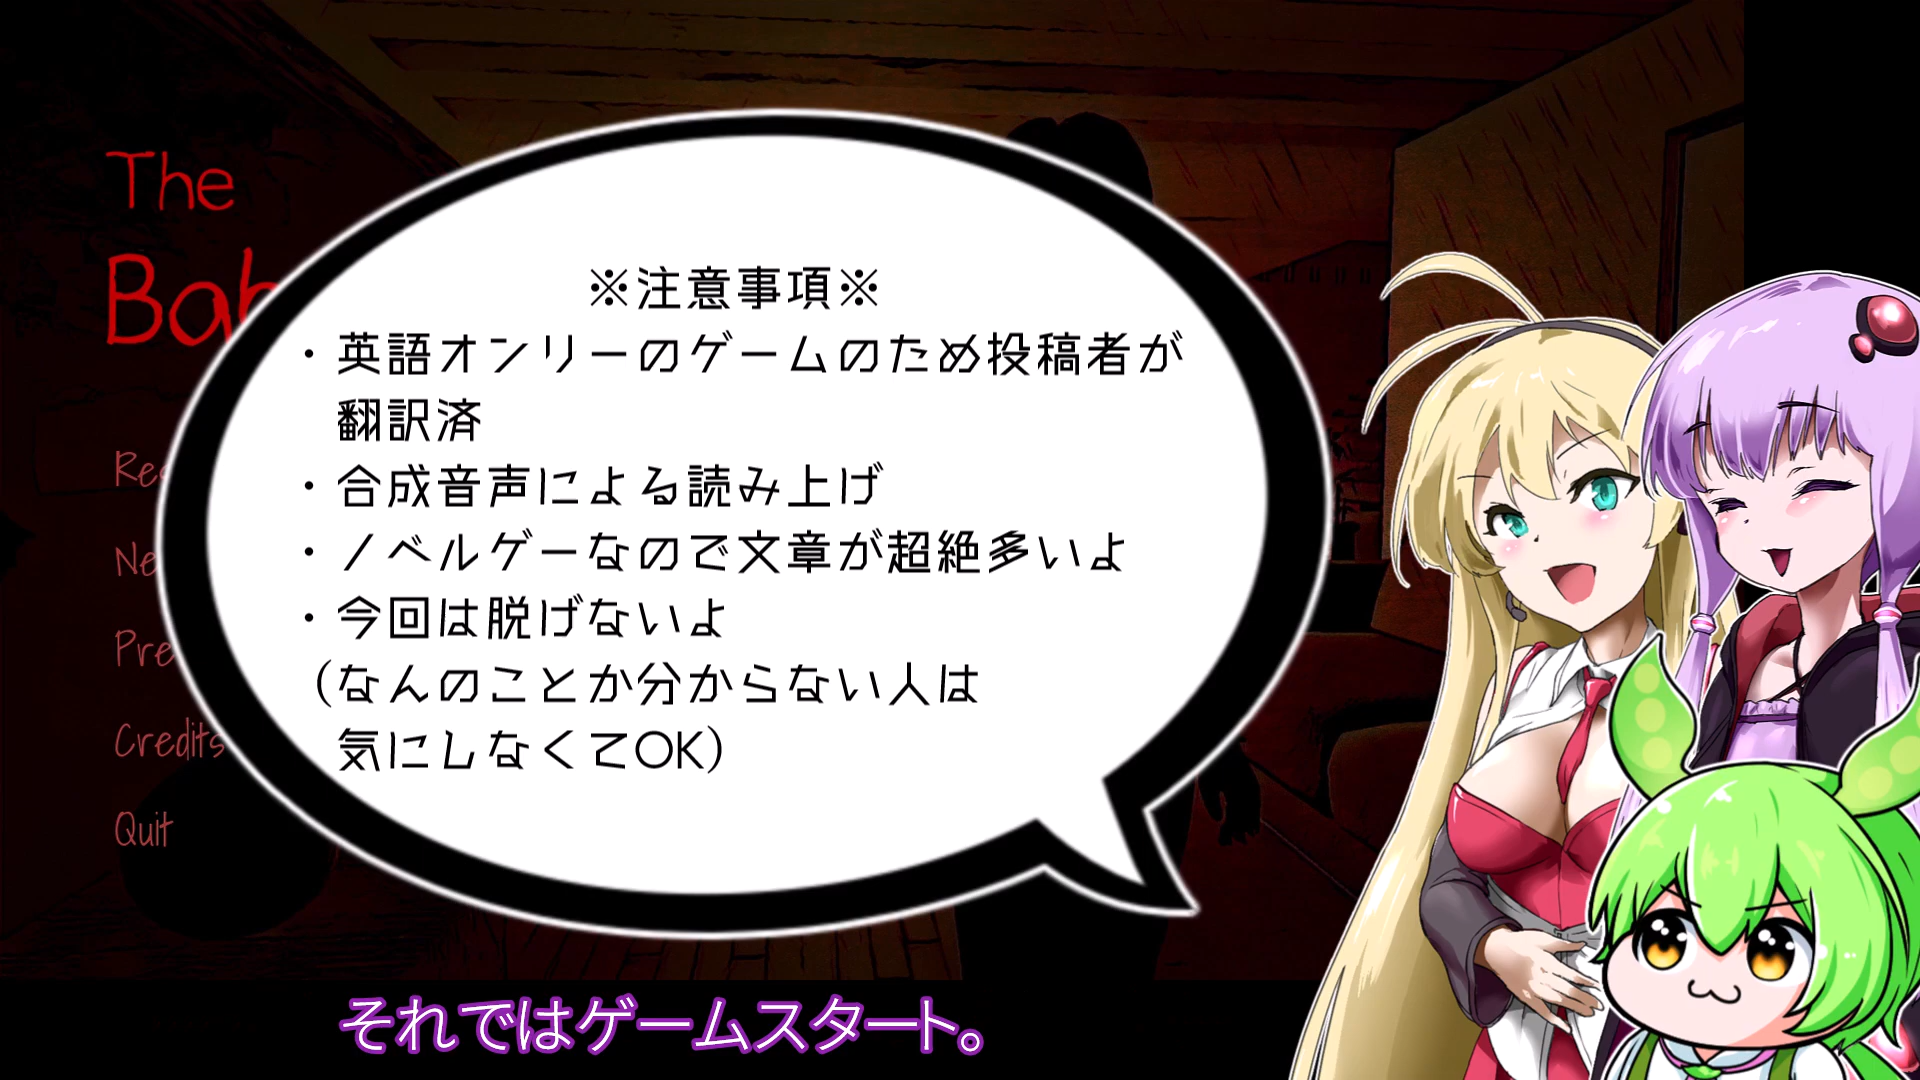 The
Bab
※注意事項※
・英語オンリーのゲームのため投稿者が
翻訳済
・合成音声による読み上げ
・ノベルゲーなので文章が超絶多いよ
・今回は脱げないよ
（なんのことか分からない人は
気にしなくてOK）
Credits
Quit
それではゲームスタート。